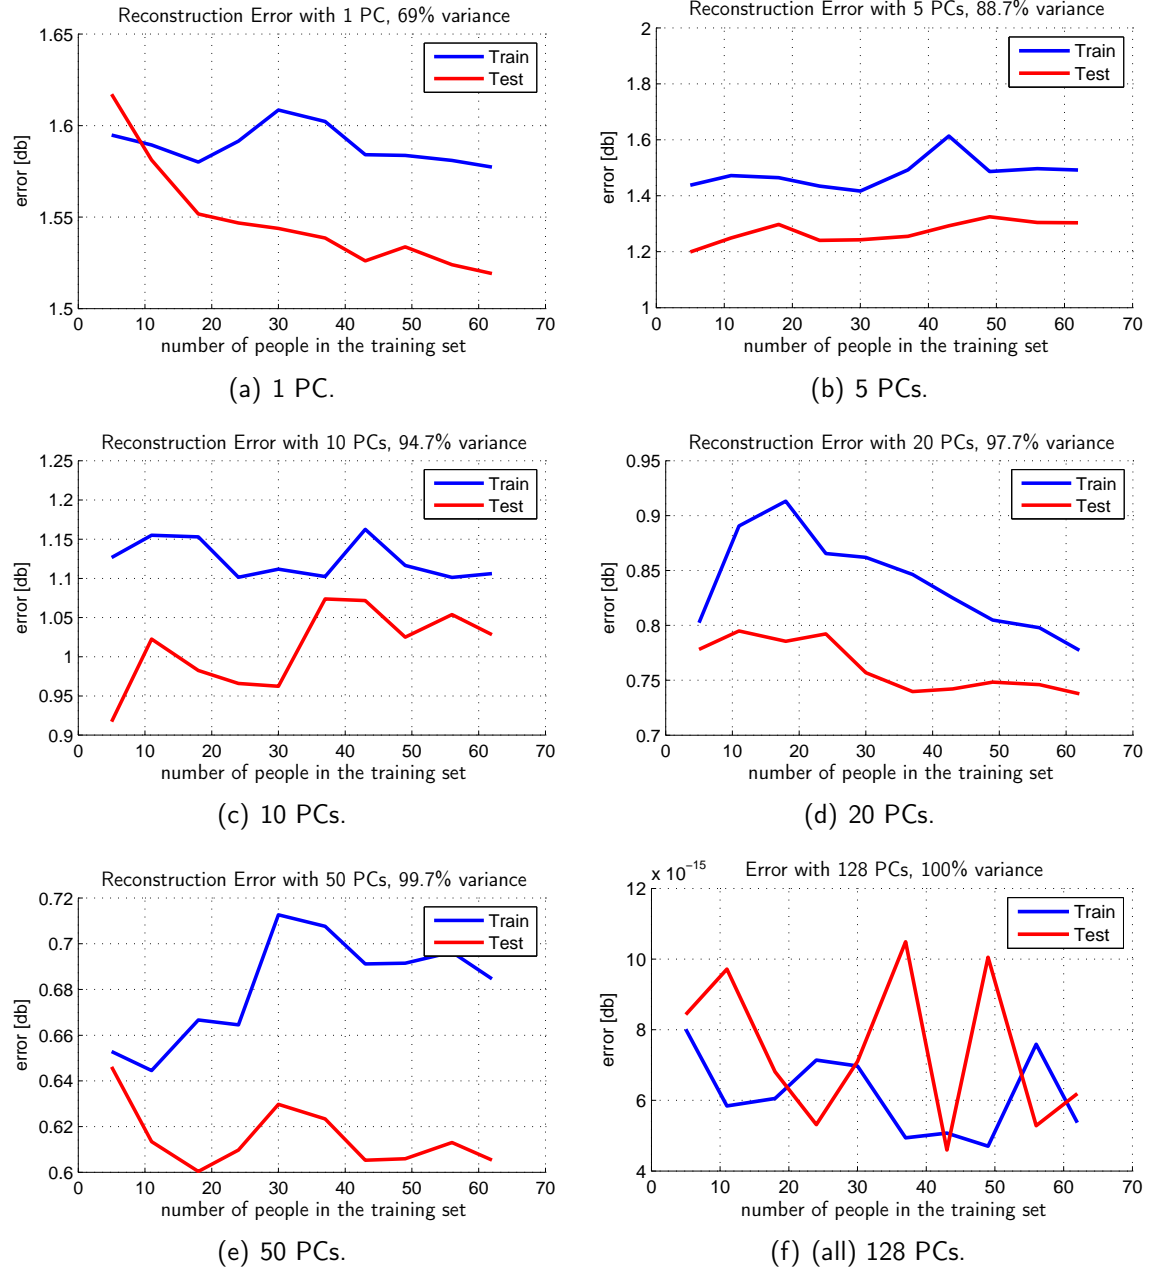 Reconstruction Error with 1 PC, 69% variance
1.65
1.6
1.55
1.5
error [db]
Train
Test
0 10 20 30 40 50 60 70
number of people in the training set
(a) 1 PC.
Reconstruction Error with 5 PCs, 88.7% variance
2
1.8
1.6
1.4
1.2
1
error [db]
Train
Test
0 10 20 30 40 50 60 70
number of people in the training set
(b) 5 PCs.
Reconstruction Error with 10 PCs, 94.7% variance
1.25
1.2
1.15
1.1
1.05
1
0.95
0.9
error [db]
Train
Test
0 10 20 30 40 50 60 70
number of people in the training set
(c) 10 PCs.
Reconstruction Error with 20 PCs, 97.7% variance
0.95
0.9
0.85
0.8
0.75
0.7
error [db]
Train
Test
0 10 20 30 40 50 60 70
number of people in the training set
(d) 20 PCs.
Reconstruction Error with 50 PCs, 99.7% variance
0.72
0.7
0.68
0.66
0.64
0.62
0.6
error [db]
Train
Test
0 10 20 30 40 50 60 70
number of people in the training set
(e) 50 PCs.
x 10⁻¹⁵
Error with 128 PCs, 100% variance
12
10
8
6
4
error [db]
Train
Test
0 10 20 30 40 50 60 70
number of people in the training set
(f) (all) 128 PCs.